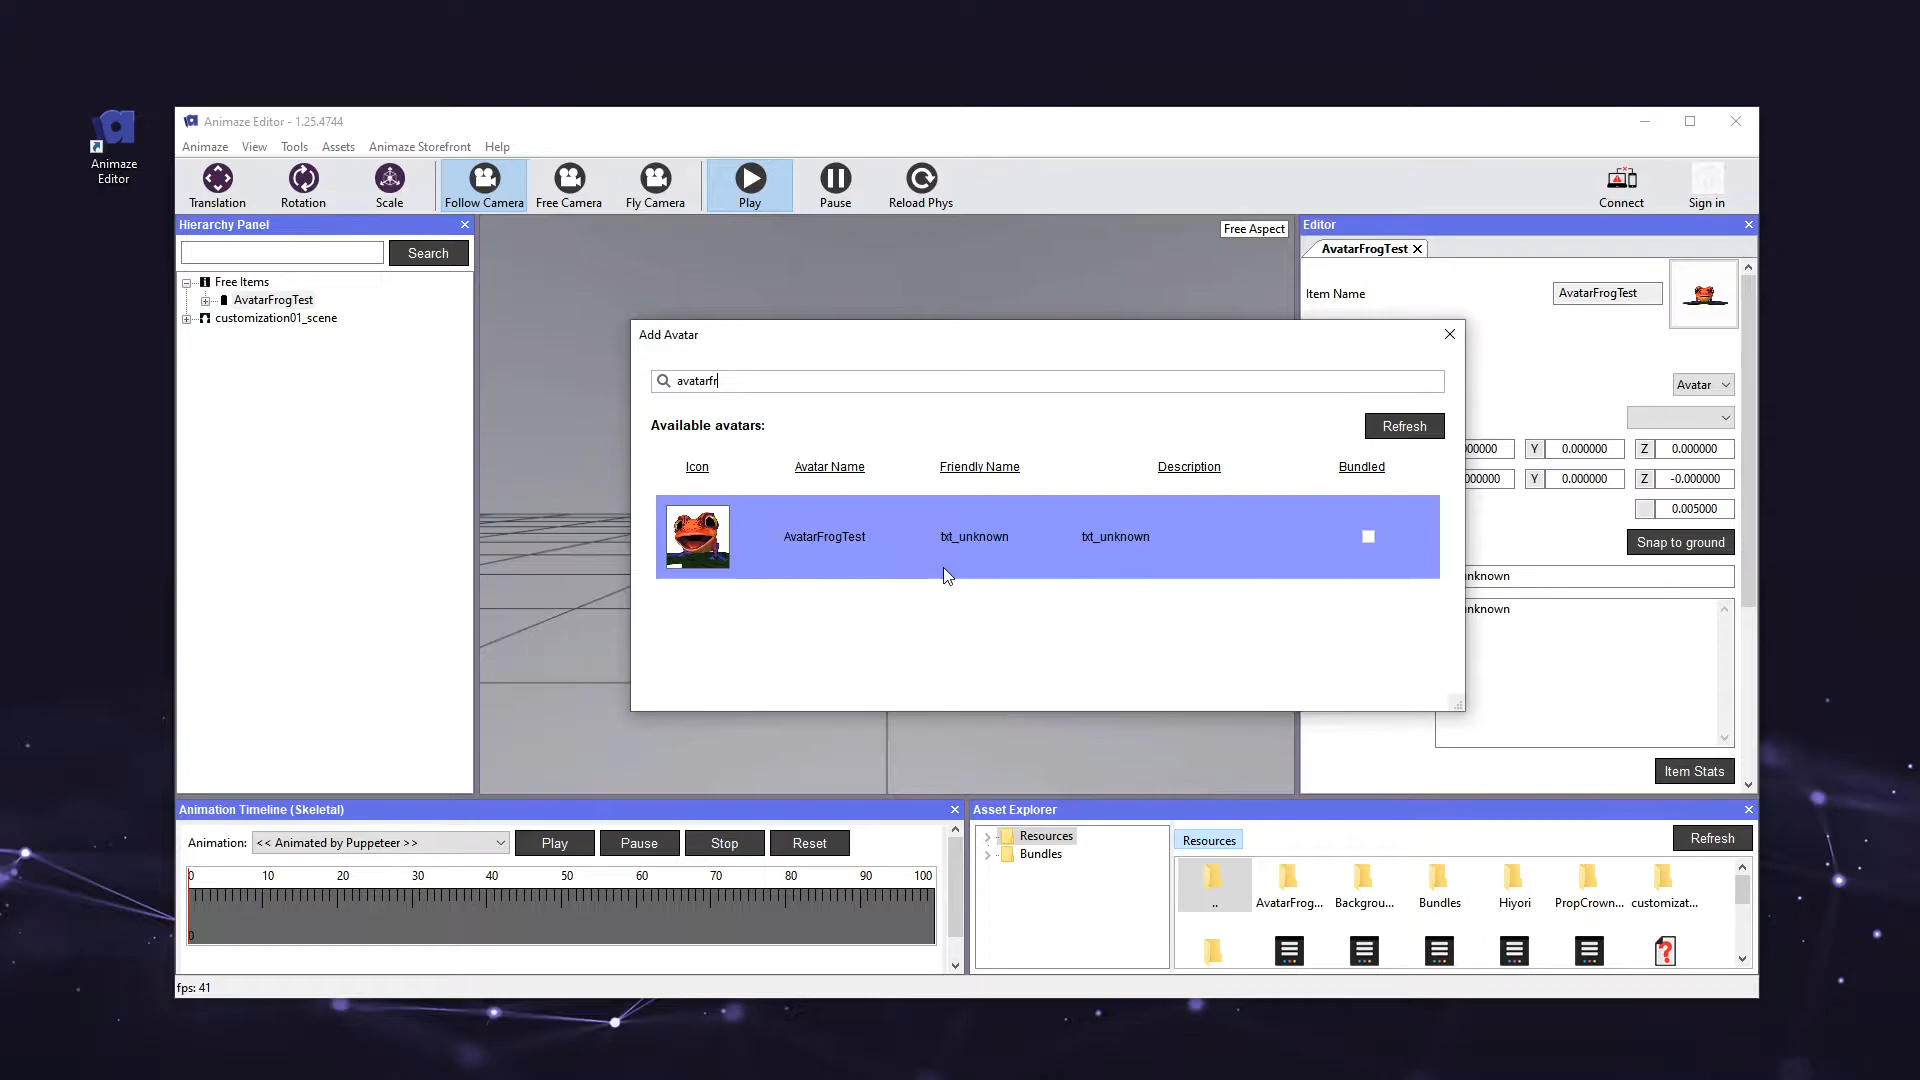 Animaze
Editor
Animaze Editor - 1.25.4744
Animaze View Tools Assets Animaze Storefront Help
Translation Rotation Scale Follow Camera Free Camera Fly Camera Play Pause Reload Phys Connect Sign in
Hierarchy Panel
Search
Free Items
AvatarFrogTest
customization01_scene
Free Aspect
Editor
AvatarFrogTest
Item Name AvatarFrogTest
Avatar
000000 Y 0.000000 Z 0.000000
000000 Y 0.000000 Z -0.000000
0.005000
Snap to ground
nknown
nknown
Item Stats
Add Avatar
avatarfr
Available avatars: Refresh
Icon Avatar Name Friendly Name Description Bundled
AvatarFrogTest txt_unknown txt_unknown
Animation Timeline (Skeletal)
Animation: << Animated by Puppeteer >> Play Pause Stop Reset
0 10 20 30 40 50 60 70 80 90 100
0
Asset Explorer
Resources
Bundles
Resources Refresh
.. AvatarFrog... Backgrou... Bundles Hiyori PropCrown... customizat...
fps: 41